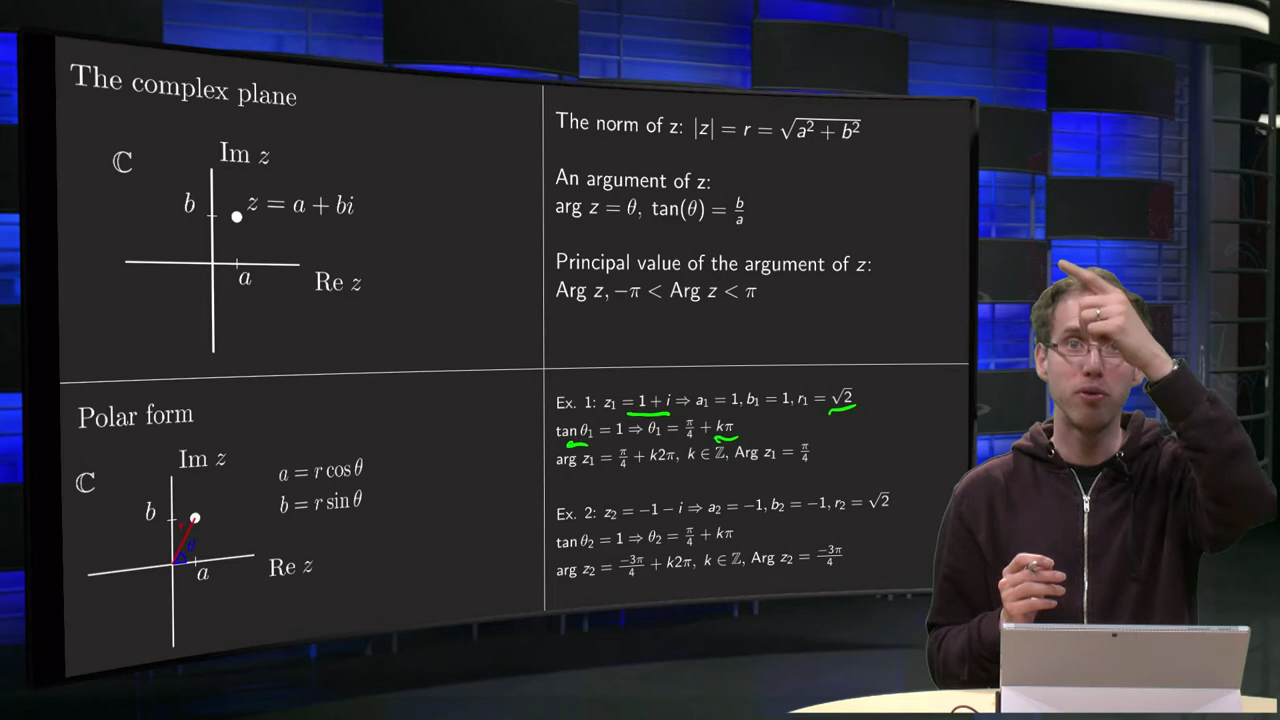 The complex plane
ℂ
Im z
b
z = a + bi
a
Re z
The norm of z: |z| = r = √(a² + b²)
An argument of z:
arg z = θ, tan(θ) = b/a
Principal value of the argument of z:
Arg z, −π < Arg z < π
Polar form
ℂ
Im z
a = r cos θ
b = r sin θ
b
r
θ
a
Re z
Ex. 1: z₁ = 1 + i ⇒ a₁ = 1, b₁ = 1, r₁ = √2
tan θ₁ = 1 ⇒ θ₁ = π/4 + kπ
arg z₁ = π/4 + k2π, k ∈ ℤ, Arg z₁ = π/4
Ex. 2: z₂ = −1 − i ⇒ a₂ = −1, b₂ = −1, r₂ = √2
tan θ₂ = 1 ⇒ θ₂ = π/4 + kπ
arg z₂ = −3π/4 + k2π, k ∈ ℤ, Arg z₂ = −3π/4